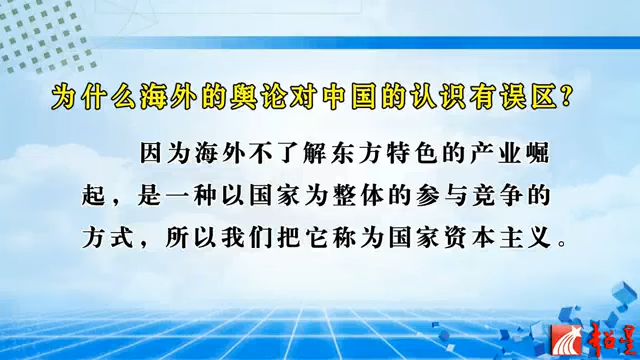 为什么海外的舆论对中国的认识有误区？
因为海外不了解东方特色的产业崛
起，是一种以国家为整体的参与竞争的
方式，所以我们把它称为国家资本主义。